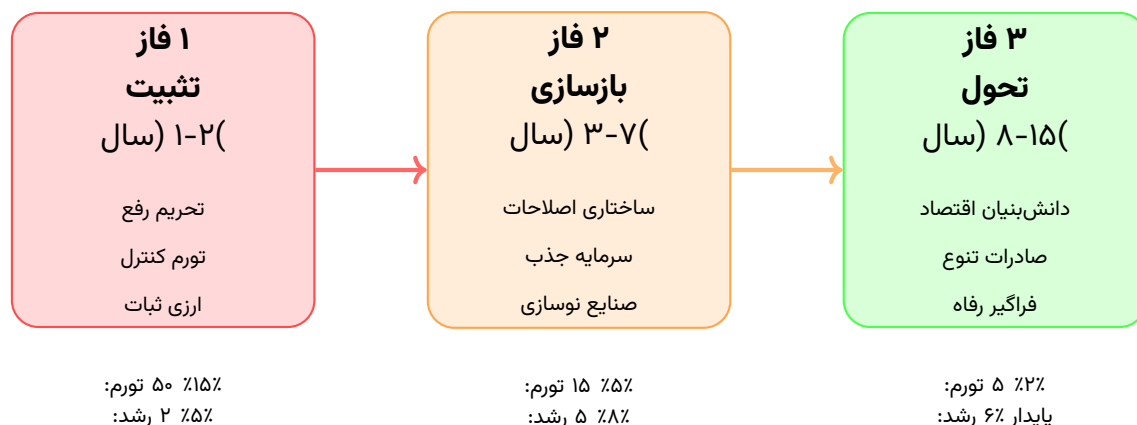 ۱ فاز
تثبیت
)۱-۲ (سال
تحریم رفع
تورم کنترل
ارزی ثبات
۲ فاز
بازسازی
)۳-۷ (سال
ساختاری اصلاحات
سرمایه جذب
صنایع نوسازی
۳ فاز
تحول
)۸-۱۵ (سال
دانش‌بنیان اقتصاد
صادرات تنوع
فراگیر رفاه
٪۱۵٪ ۵۰ تورم:
٪۵٪ ۲ رشد:
٪۵٪ ۱۵ تورم:
٪۸٪ ۵ رشد:
٪۲٪ ۵ تورم:
پایدار ٪۶ رشد: